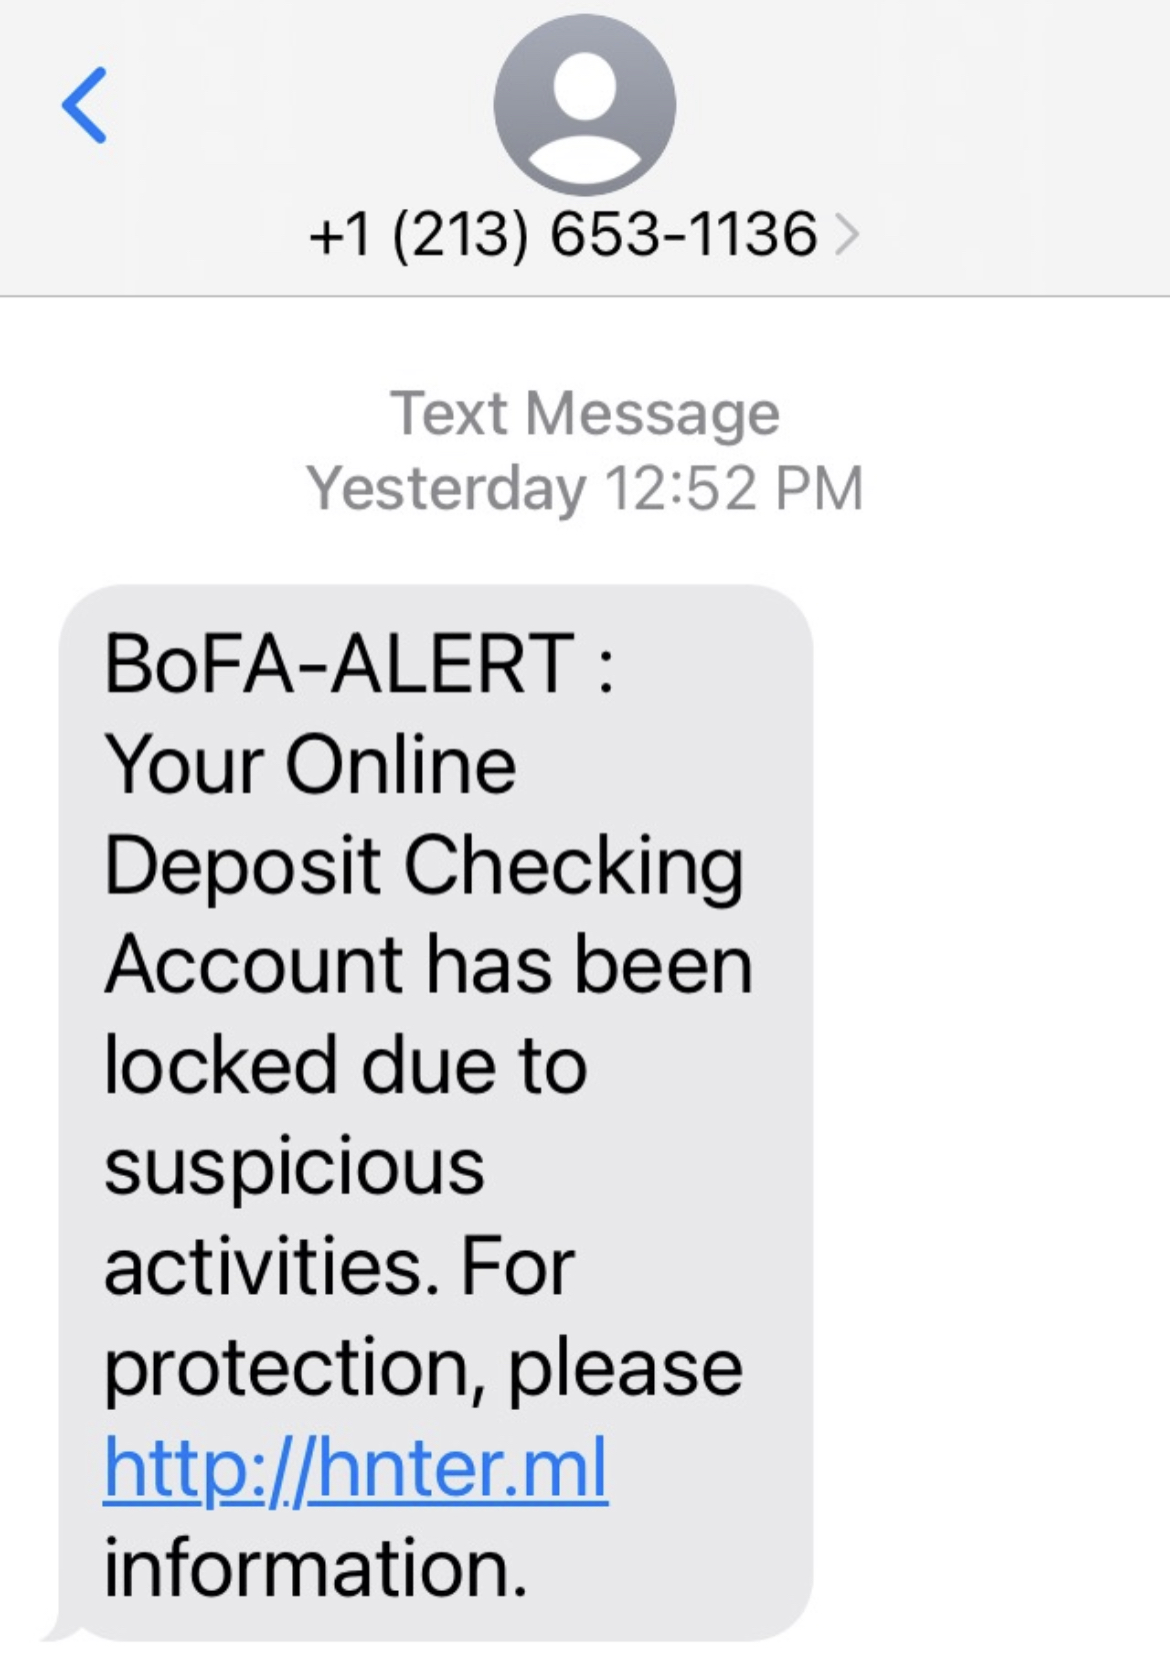 +1 (213) 653-1136
Text Message
Yesterday 12:52 PM
BoFA-ALERT :
Your Online
Deposit Checking
Account has been
locked due to
suspicious
activities. For
protection, please
http://hnter.ml
information.